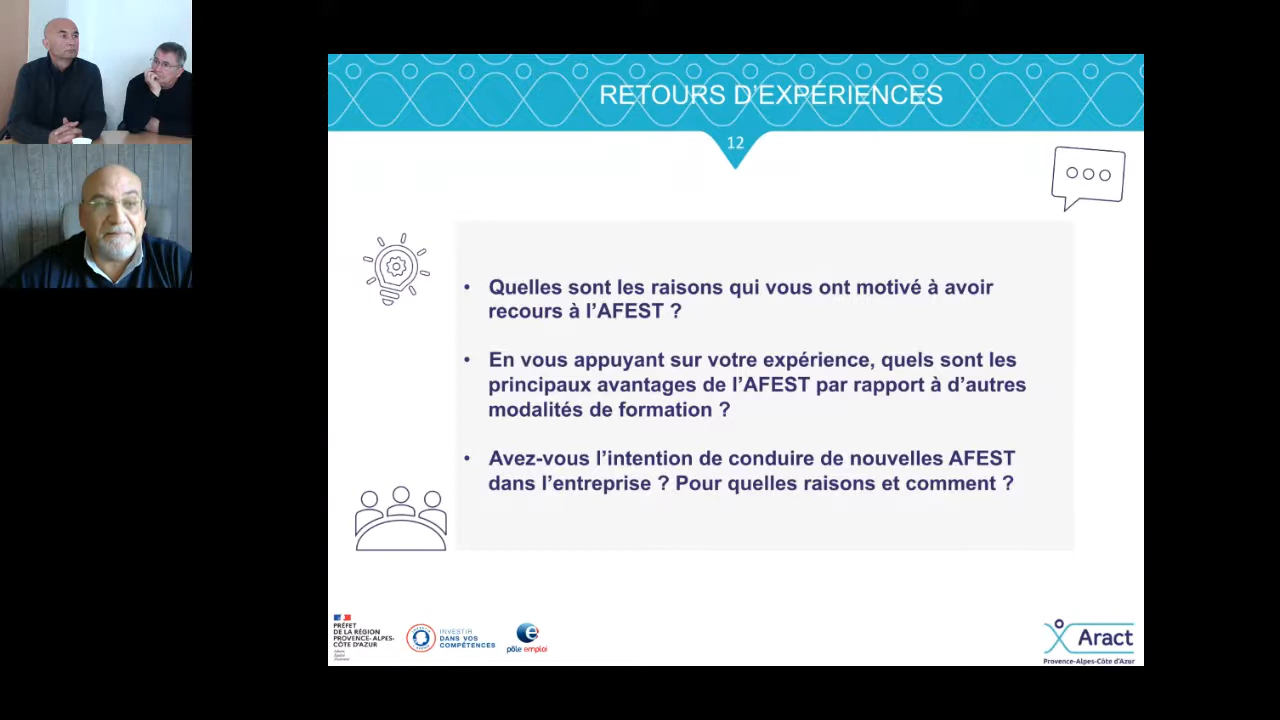 RETOURS D'EXPÉRIENCES
12
• Quelles sont les raisons qui vous ont motivé à avoir
recours à l'AFEST ?
• En vous appuyant sur votre expérience, quels sont les
principaux avantages de l'AFEST par rapport à d'autres
modalités de formation ?
• Avez-vous l'intention de conduire de nouvelles AFEST
dans l'entreprise ? Pour quelles raisons et comment ?
PRÉFET
DE LA RÉGION
PROVENCE- ALPES-
CÔTE D'AZUR
INVESTIR
DANS VOS
COMPÉTENCES
pôle emploi
Aract
Provence-Alpes-Côte d'Azur